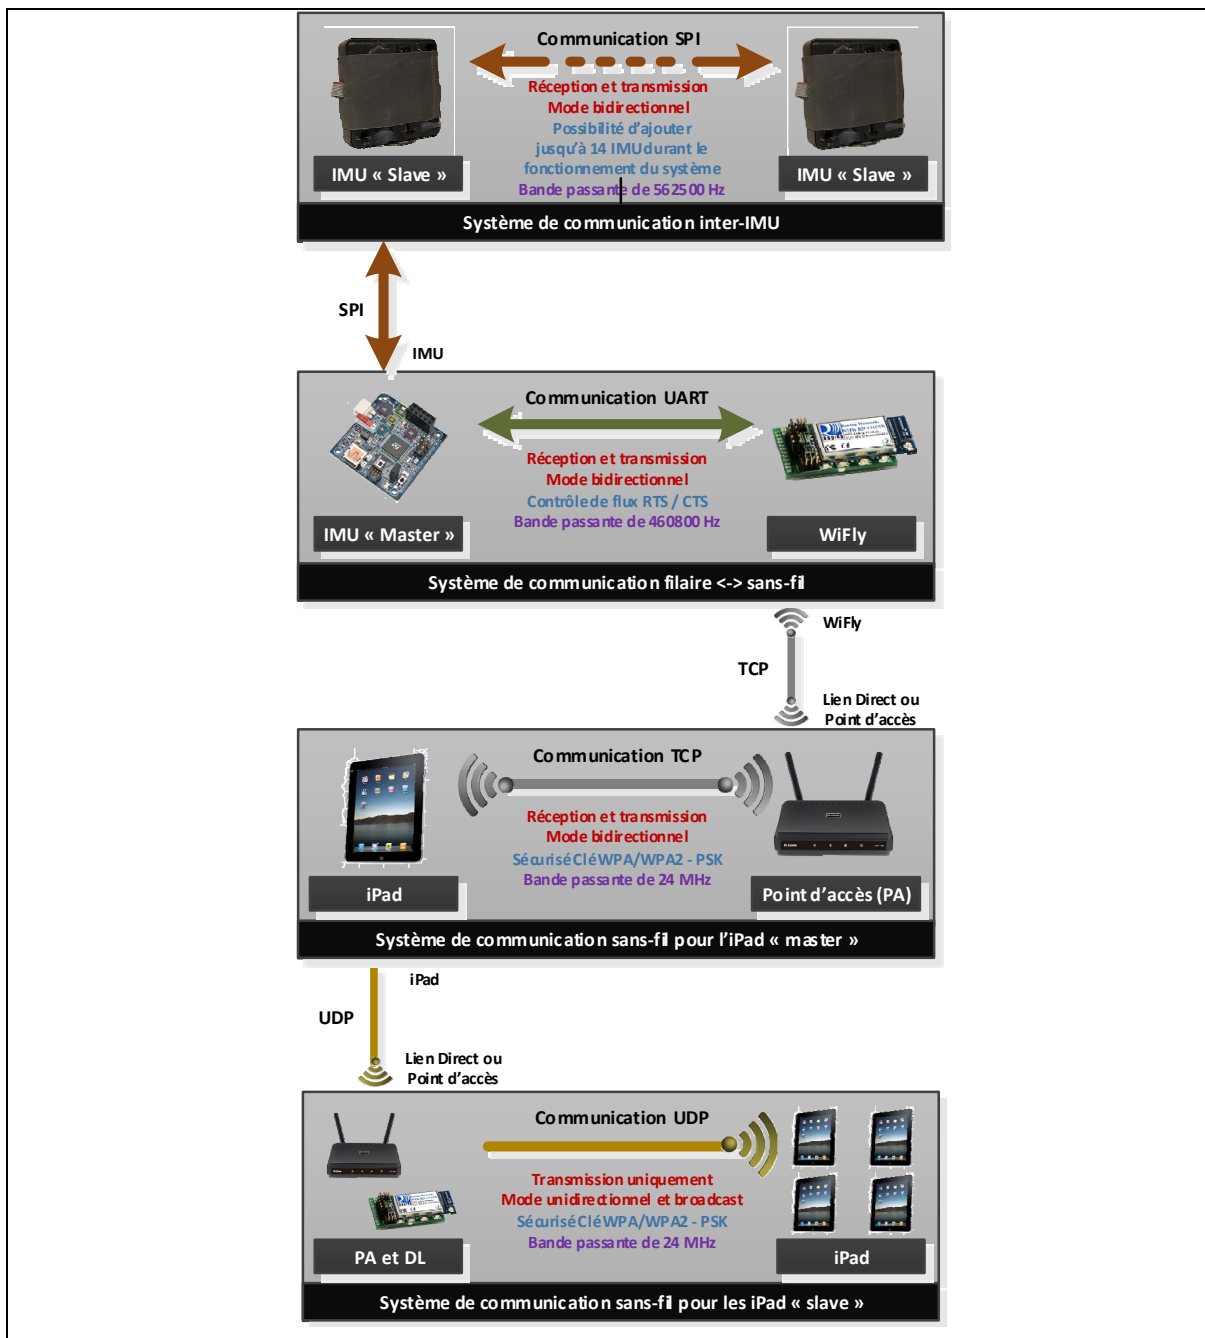 Communication SPI
Réception et transmission
Mode bidirectionnel
Possibilité d'ajouter
jusqu'à 14 IMU durant le
fonctionnement du système
Bande passante de 562500 Hz
IMU « Slave »
IMU « Slave »
Système de communication inter-IMU
SPI
IMU
Communication UART
Réception et transmission
Mode bidirectionnel
Contrôle de flux RTS / CTS
Bande passante de 460800 Hz
IMU « Master »
WiFly
Système de communication filaire <-> sans-fil
WiFly
TCP
Lien Direct ou
Point d'accès
Communication TCP
Réception et transmission
Mode bidirectionnel
Sécurisé Clé WPA/WPA2 - PSK
Bande passante de 24 MHz
iPad
Point d'accès (PA)
Système de communication sans-fil pour l'iPad « master »
iPad
UDP
Lien Direct ou
Point d'accès
Communication UDP
Transmission uniquement
Mode unidirectionnel et broadcast
Sécurisé Clé WPA/WPA2 - PSK
Bande passante de 24 MHz
PA et DL
iPad
Système de communication sans-fil pour les iPad « slave »